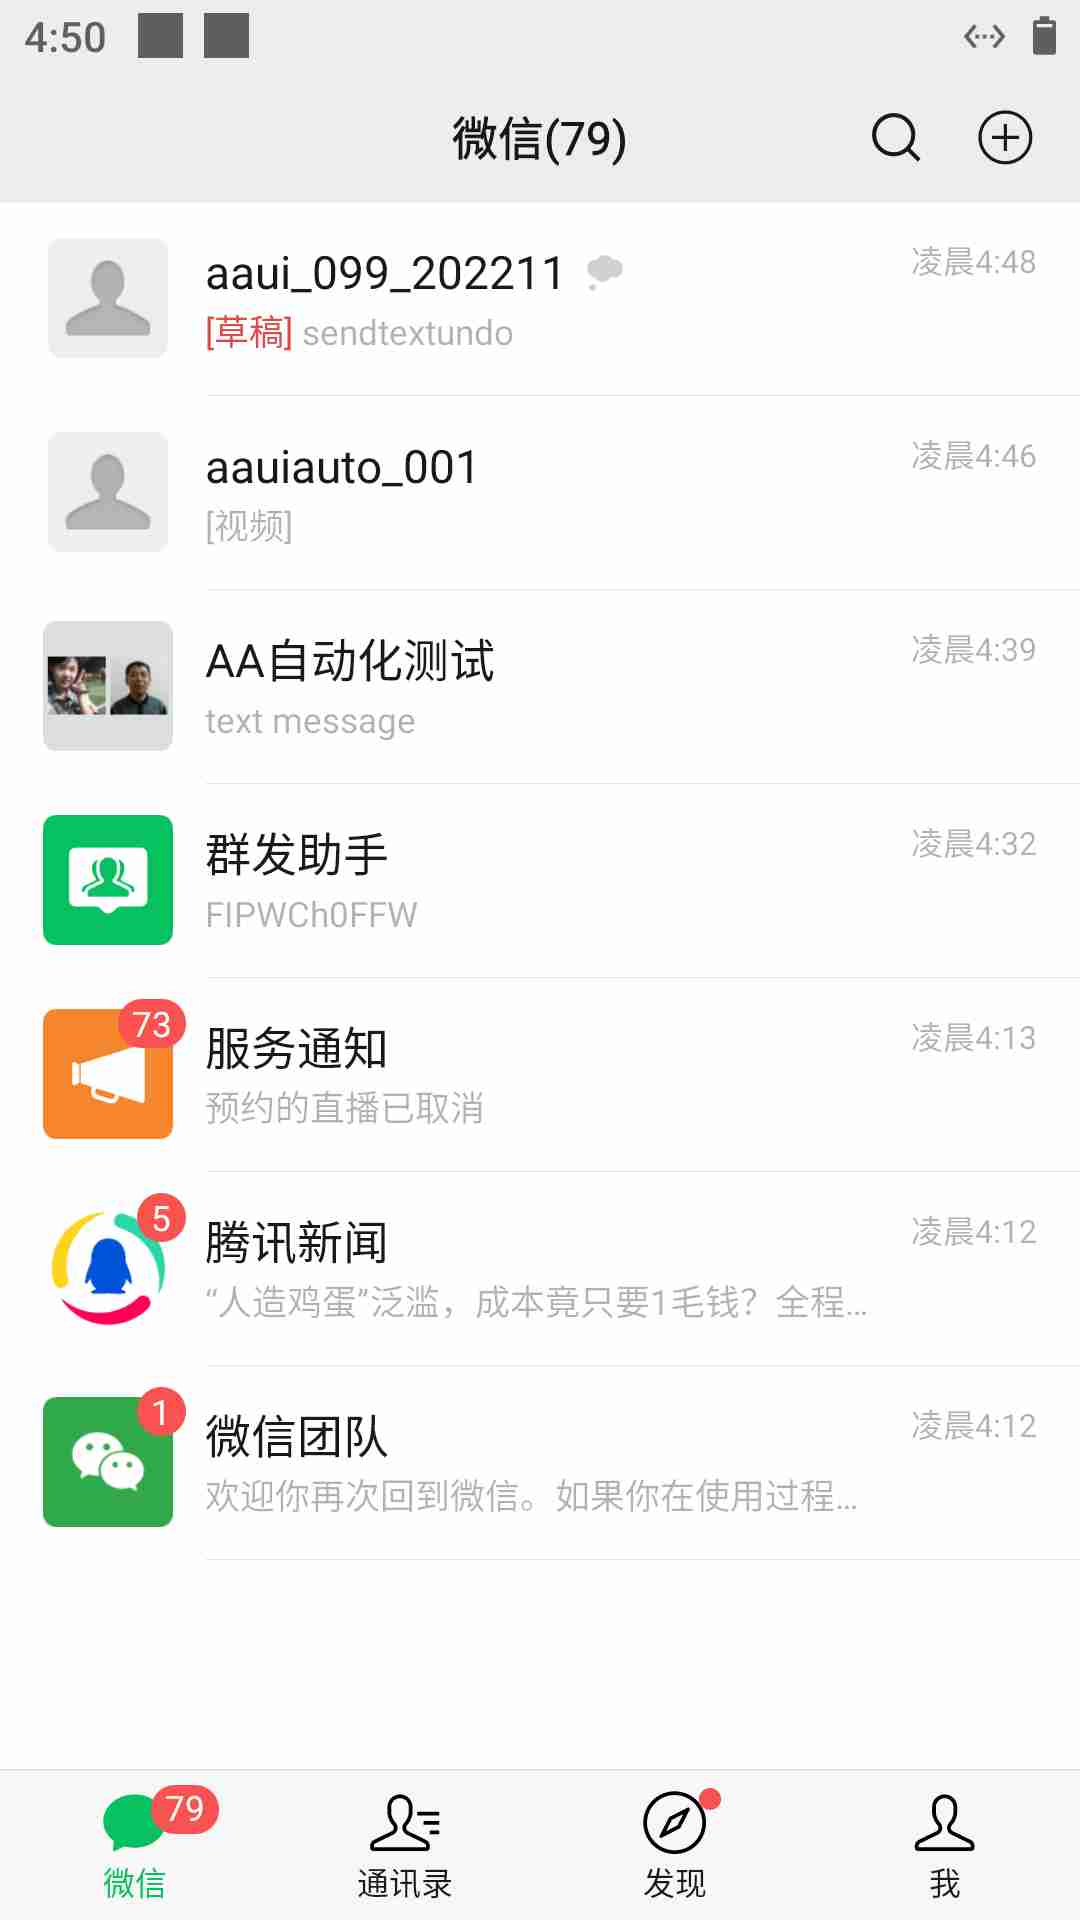 4:50
微信(79)
aaui_099_202211
凌晨4:48
[草稿] sendtextundo
aauiauto_001
凌晨4:46
[视频]
AA自动化测试
凌晨4:39
text message
群发助手
凌晨4:32
FIPWCh0FFW
73
服务通知
凌晨4:13
预约的直播已取消
5
腾讯新闻
凌晨4:12
“人造鸡蛋”泛滥，成本竟只要1毛钱？全程...
1
微信团队
凌晨4:12
欢迎你再次回到微信。如果你在使用过程...
79
微信
通讯录
发现
我